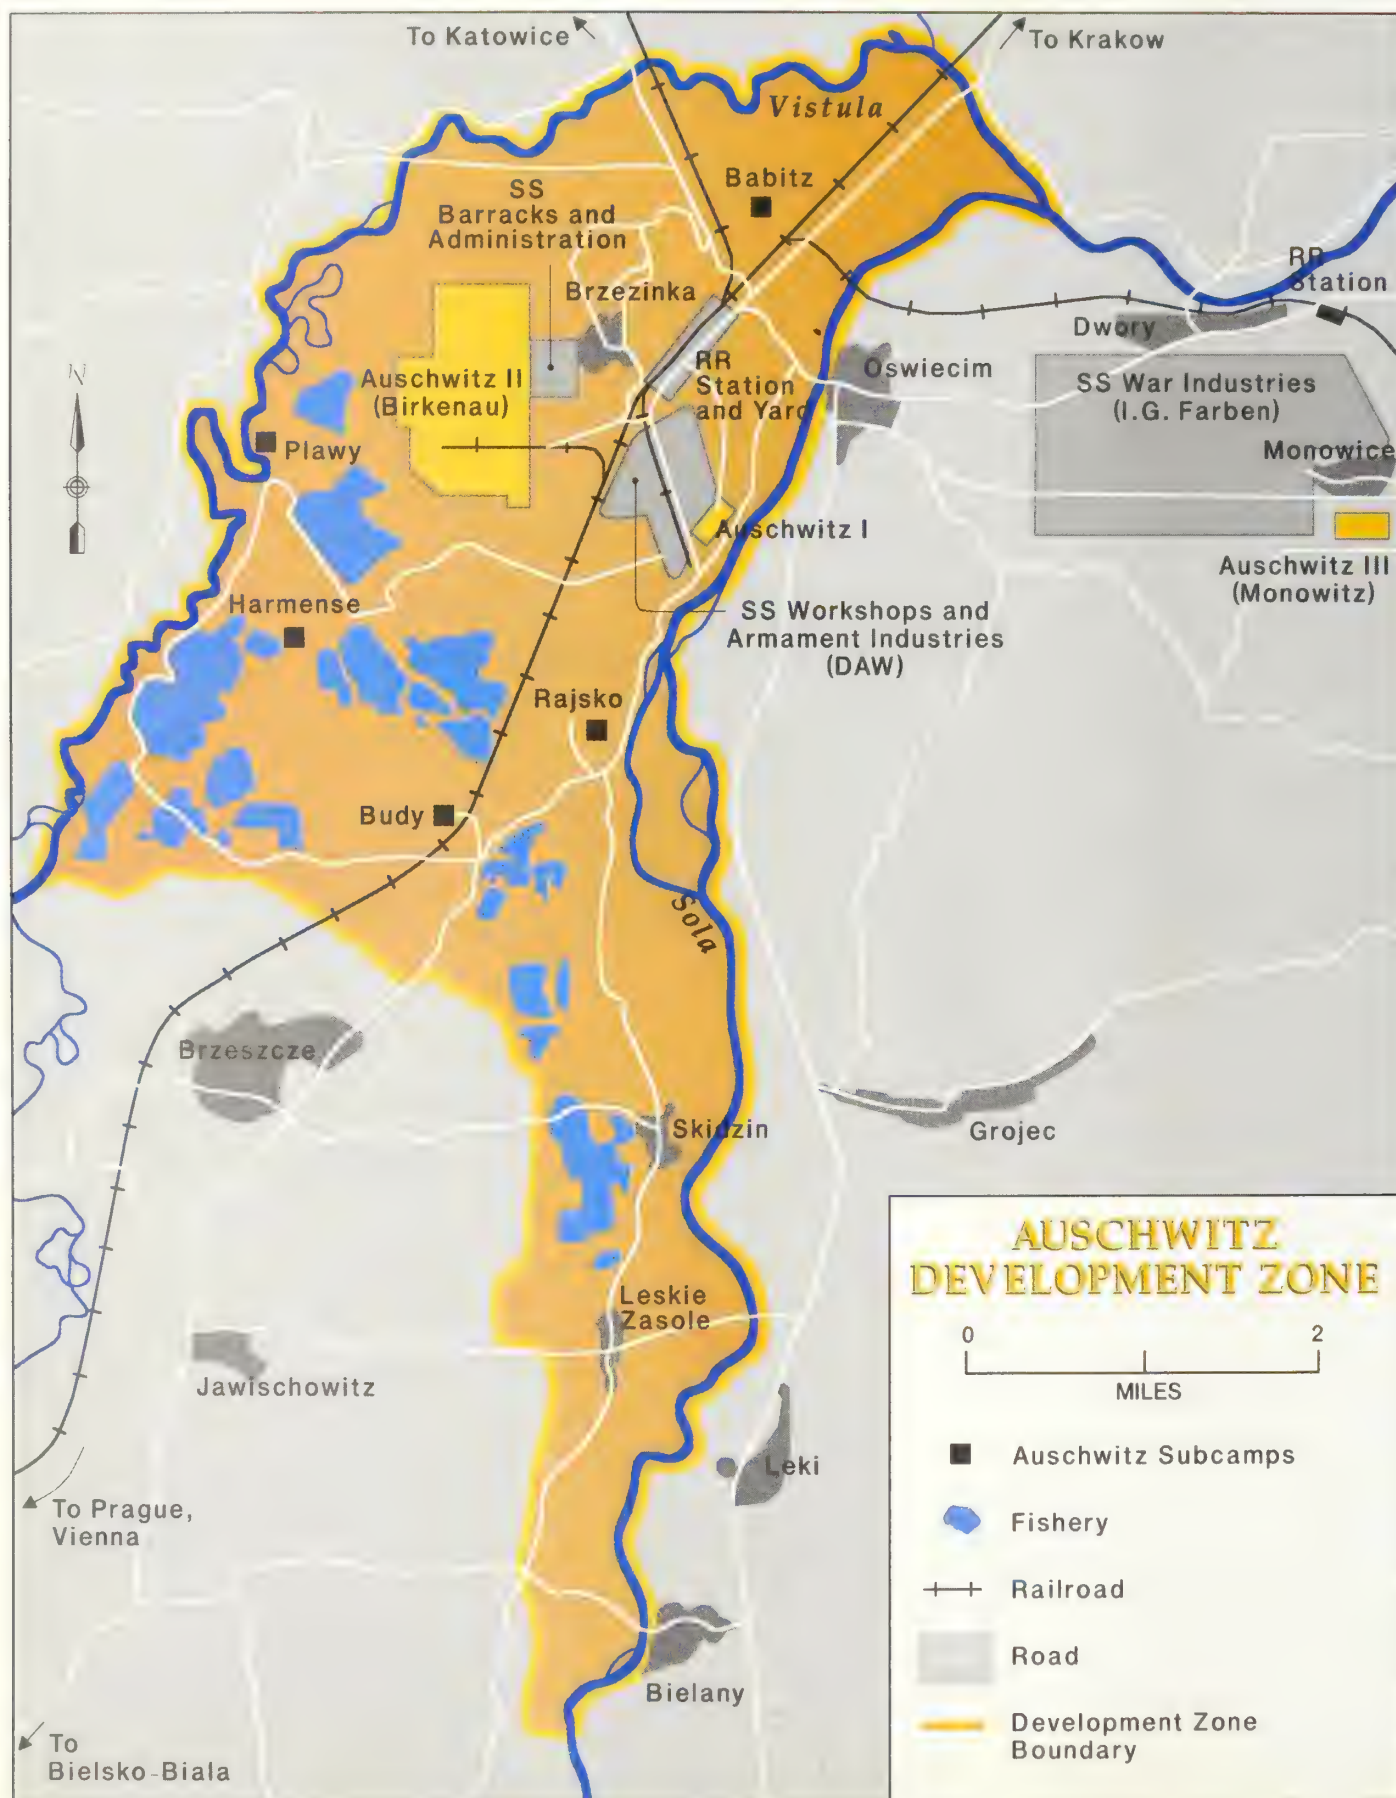 To Katowice
To Krakow
Vistula
Babitz
SS
Barracks and
Administration
RR
Station
Brzezinka
Dwory
RR
Station
and Yard
Oswiecim
Auschwitz II
(Birkenau)
SS War Industries
(I.G. Farben)
N
Plawy
Monowice
Auschwitz I
Auschwitz III
(Monowitz)
Harmense
SS Workshops and
Armament Industries
(DAW)
Rajsko
Budy
Sola
Brzeszcze
Skidzin
Grojec
Leskie
Zasole
Jawischowitz
Leki
To Prague,
Vienna
Bielany
To
Bielsko-Biala
AUSCHWITZ
DEVELOPMENT ZONE
0 2
MILES
Auschwitz Subcamps
Fishery
Railroad
Road
Development Zone
Boundary